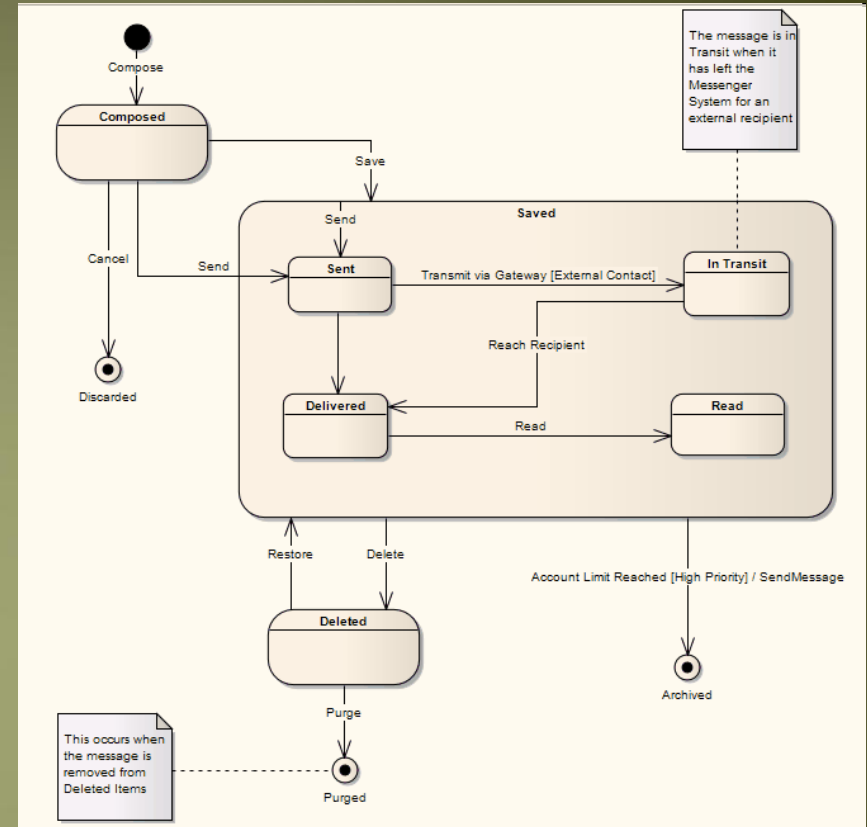 The message is in
Transit when it
has left the
Messenger
System for an
external recipient
Compose
Composed
Save
Saved
Send
Cancel
Send
Sent
Transmit via Gateway [External Contact]
In Transit
Reach Recipient
Discarded
Delivered
Read
Read
Restore
Delete
Account Limit Reached [High Priority] / SendMessage
Deleted
Archived
Purge
This occurs when
the message is
removed from
Deleted Items
Purged